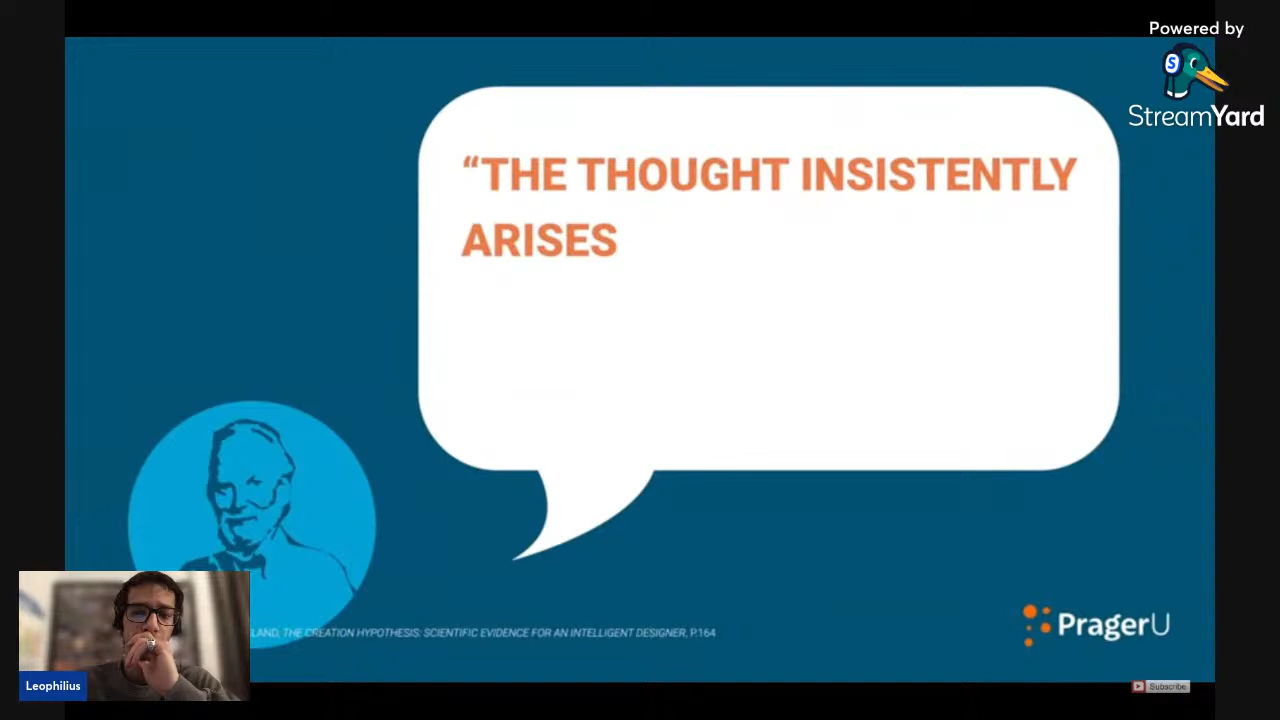 Powered by
S
StreamYard
“THE THOUGHT INSISTENTLY
ARISES
LAND, THE CREATION HYPOTHESIS: SCIENTIFIC EVIDENCE FOR AN INTELLIGENT DESIGNER, P.164
PragerU
Leophilius
Subscribe